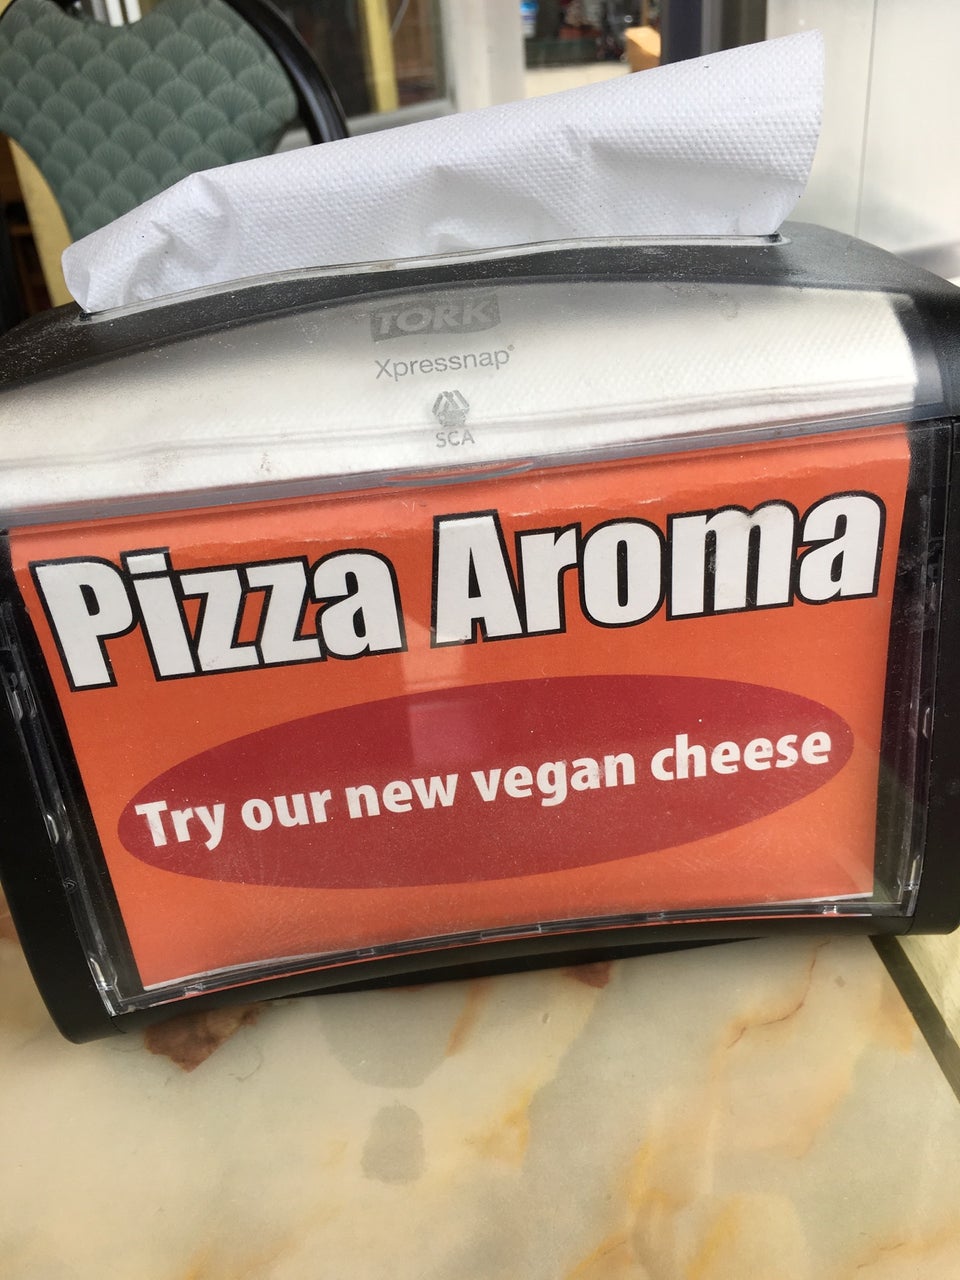 TORK
Xpressnap®
SCA
Pizza Aroma
Try our new vegan cheese